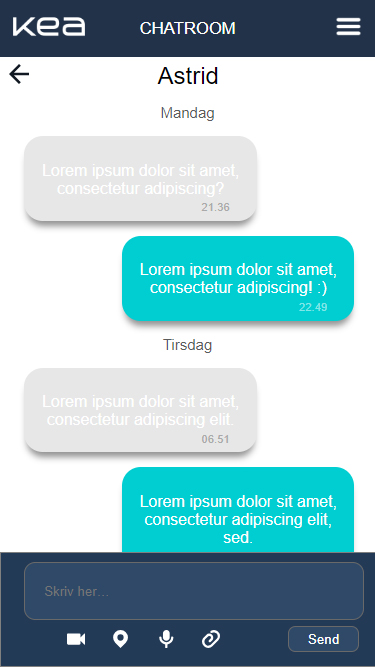 kea
CHATROOM
Astrid
Mandag
Lorem ipsum dolor sit amet,
consectetur adipiscing?
21.36
Lorem ipsum dolor sit amet,
consectetur adipiscing! :)
22.49
Tirsdag
Lorem ipsum dolor sit amet,
consectetur adipiscing elit.
06.51
Lorem ipsum dolor sit amet,
consectetur adipiscing elit,
sed.
Skriv her...
Send